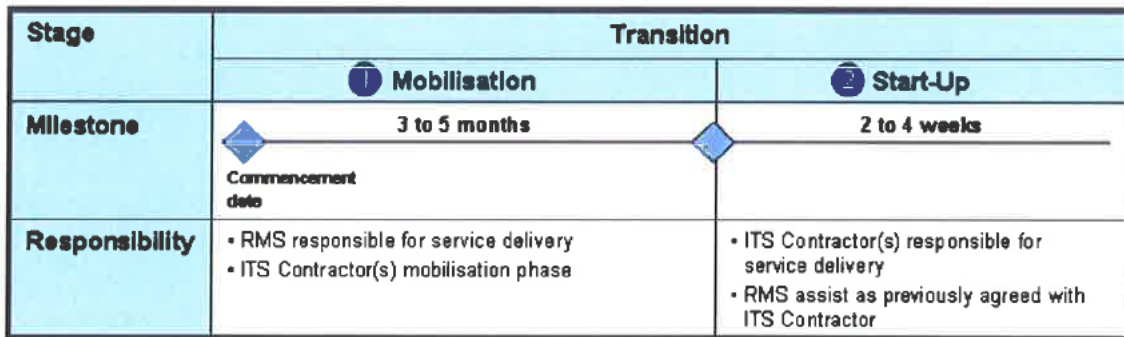 Stage
Transition
1 Mobilisation
2 Start-Up
Milestone
3 to 5 months
2 to 4 weeks
Commencement
date
Responsibility
• RMS responsible for service delivery
• ITS Contractor(s) mobilisation phase
• ITS Contractor(s) responsible for
service delivery
• RMS assist as previously agreed with
ITS Contractor